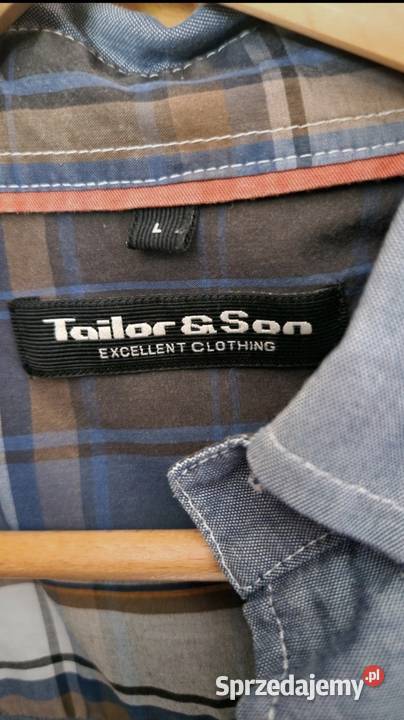 L
Tailor & Son
EXCELLENT CLOTHING
Sprzedajemy.pl